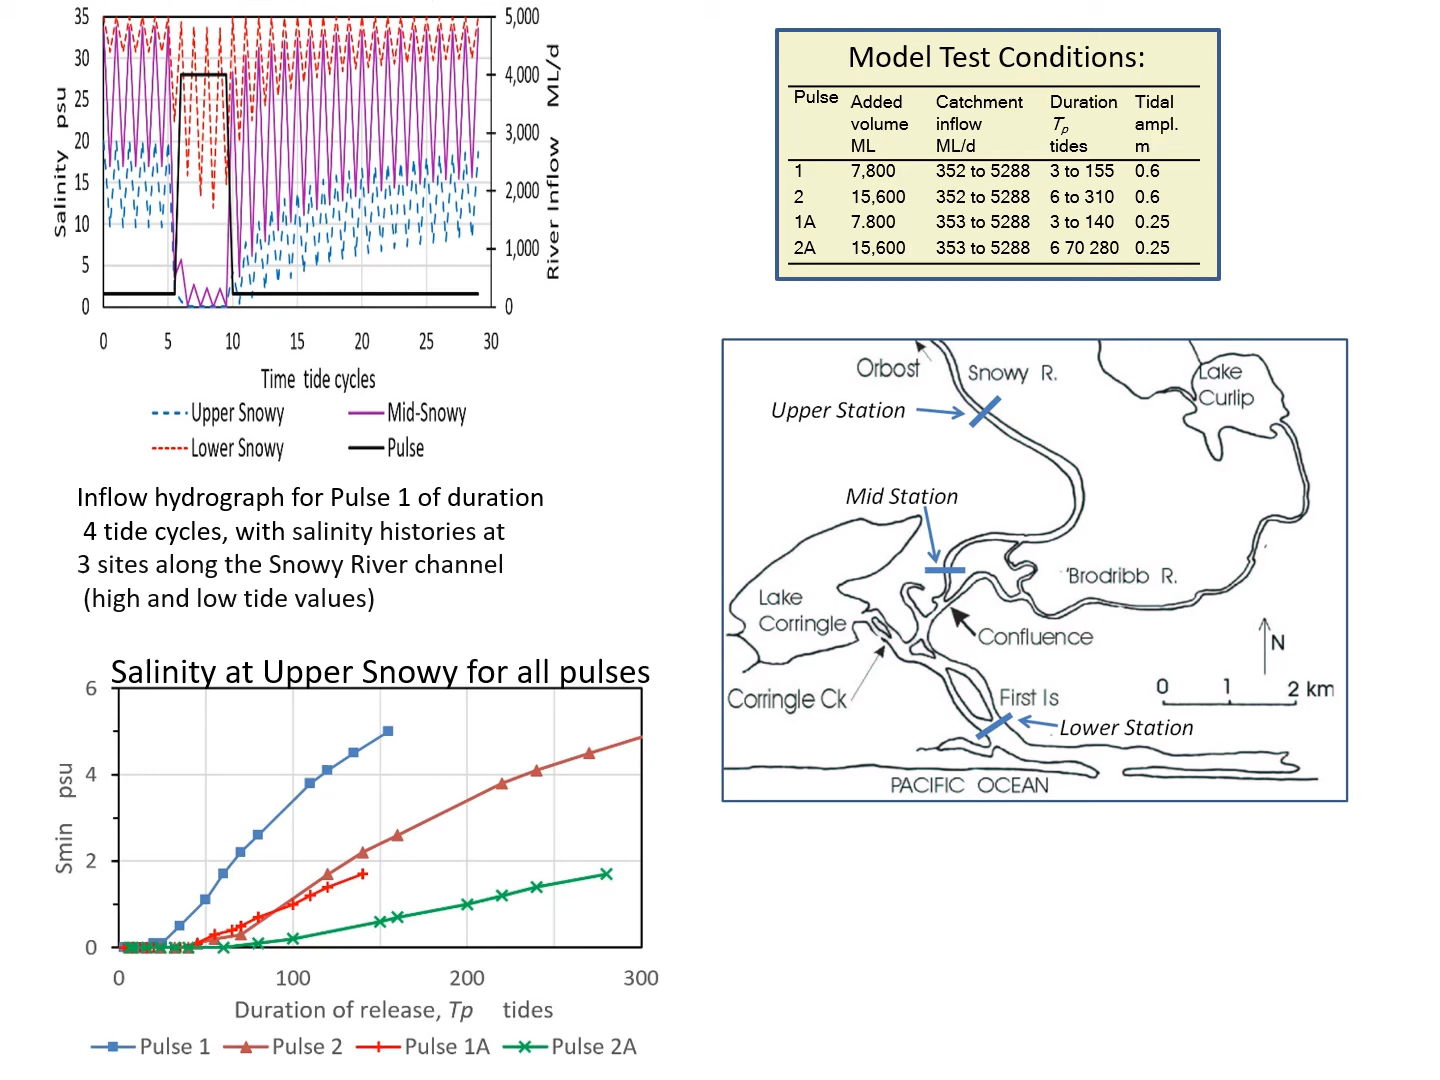 35
30
25
20
15
10
5
0
Salinity psu
5,000
4,000
3,000
2,000
1,000
0
River Inflow ML/d
0 5 10 15 20 25 30
Time tide cycles
Upper Snowy
Mid-Snowy
Lower Snowy
Pulse
Inflow hydrograph for Pulse 1 of duration
4 tide cycles, with salinity histories at
3 sites along the Snowy River channel
(high and low tide values)
Salinity at Upper Snowy for all pulses
6
4
2
0
Smin psu
0 100 200 300
Duration of release, Tp tides
Pulse 1 Pulse 2 Pulse 1A Pulse 2A
Model Test Conditions:
Pulse Added Catchment Duration Tidal
volume inflow Tp ampl.
ML ML/d tides m
1 7,800 352 to 5288 3 to 155 0.6
2 15,600 352 to 5288 6 to 310 0.6
1A 7.800 353 to 5288 3 to 140 0.25
2A 15,600 353 to 5288 6 70 280 0.25
Orbost
Snowy R.
Lake
Curlip
Upper Station
Mid Station
'Brodribb R.
Lake
Corringle
Confluence
N
Corringle Ck
First Is
0 1 2 km
Lower Station
PACIFIC OCEAN